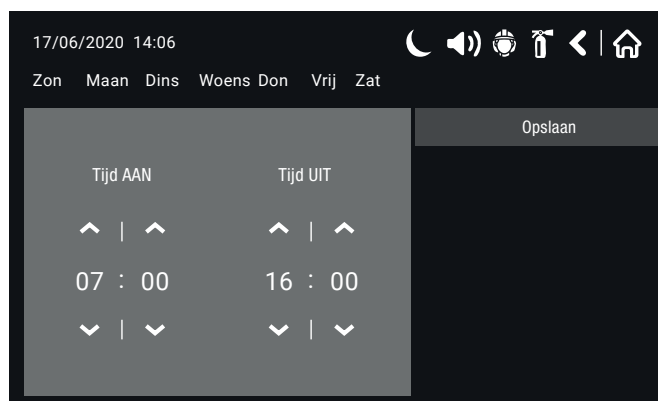 17/06/2020 14:06
Zon Maan Dins Woens Don Vrij Zat
Opslaan
Tijd AAN Tijd UIT
07 : 00 16 : 00